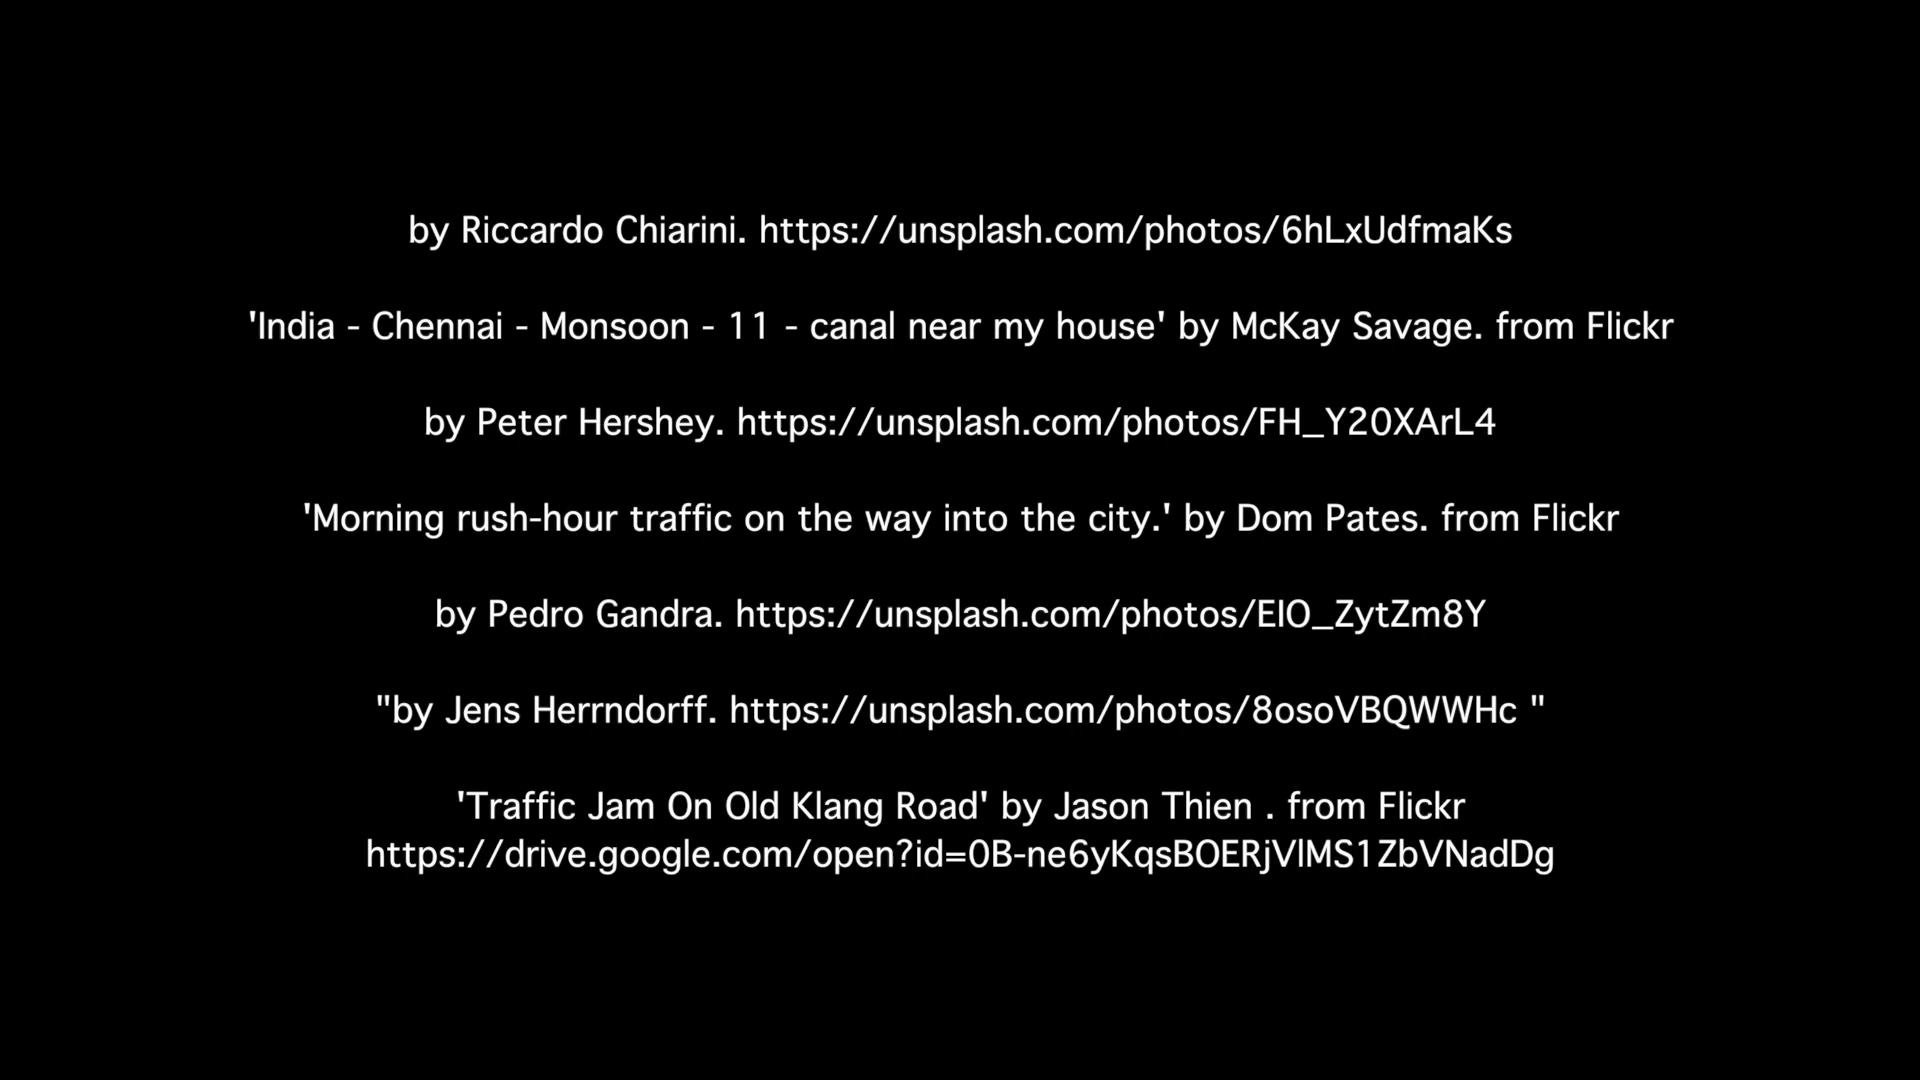 by Riccardo Chiarini. https://unsplash.com/photos/6hLxUdfmaKs
'India - Chennai - Monsoon - 11 - canal near my house' by McKay Savage. from Flickr
by Peter Hershey. https://unsplash.com/photos/FH_Y20XArL4
'Morning rush-hour traffic on the way into the city.' by Dom Pates. from Flickr
by Pedro Gandra. https://unsplash.com/photos/EIO_ZytZm8Y
"by Jens Herrndorff. https://unsplash.com/photos/8osoVBQWWHc "
'Traffic Jam On Old Klang Road' by Jason Thien . from Flickr
https://drive.google.com/open?id=0B-ne6yKqsBOERjVlMS1ZbVNadDg